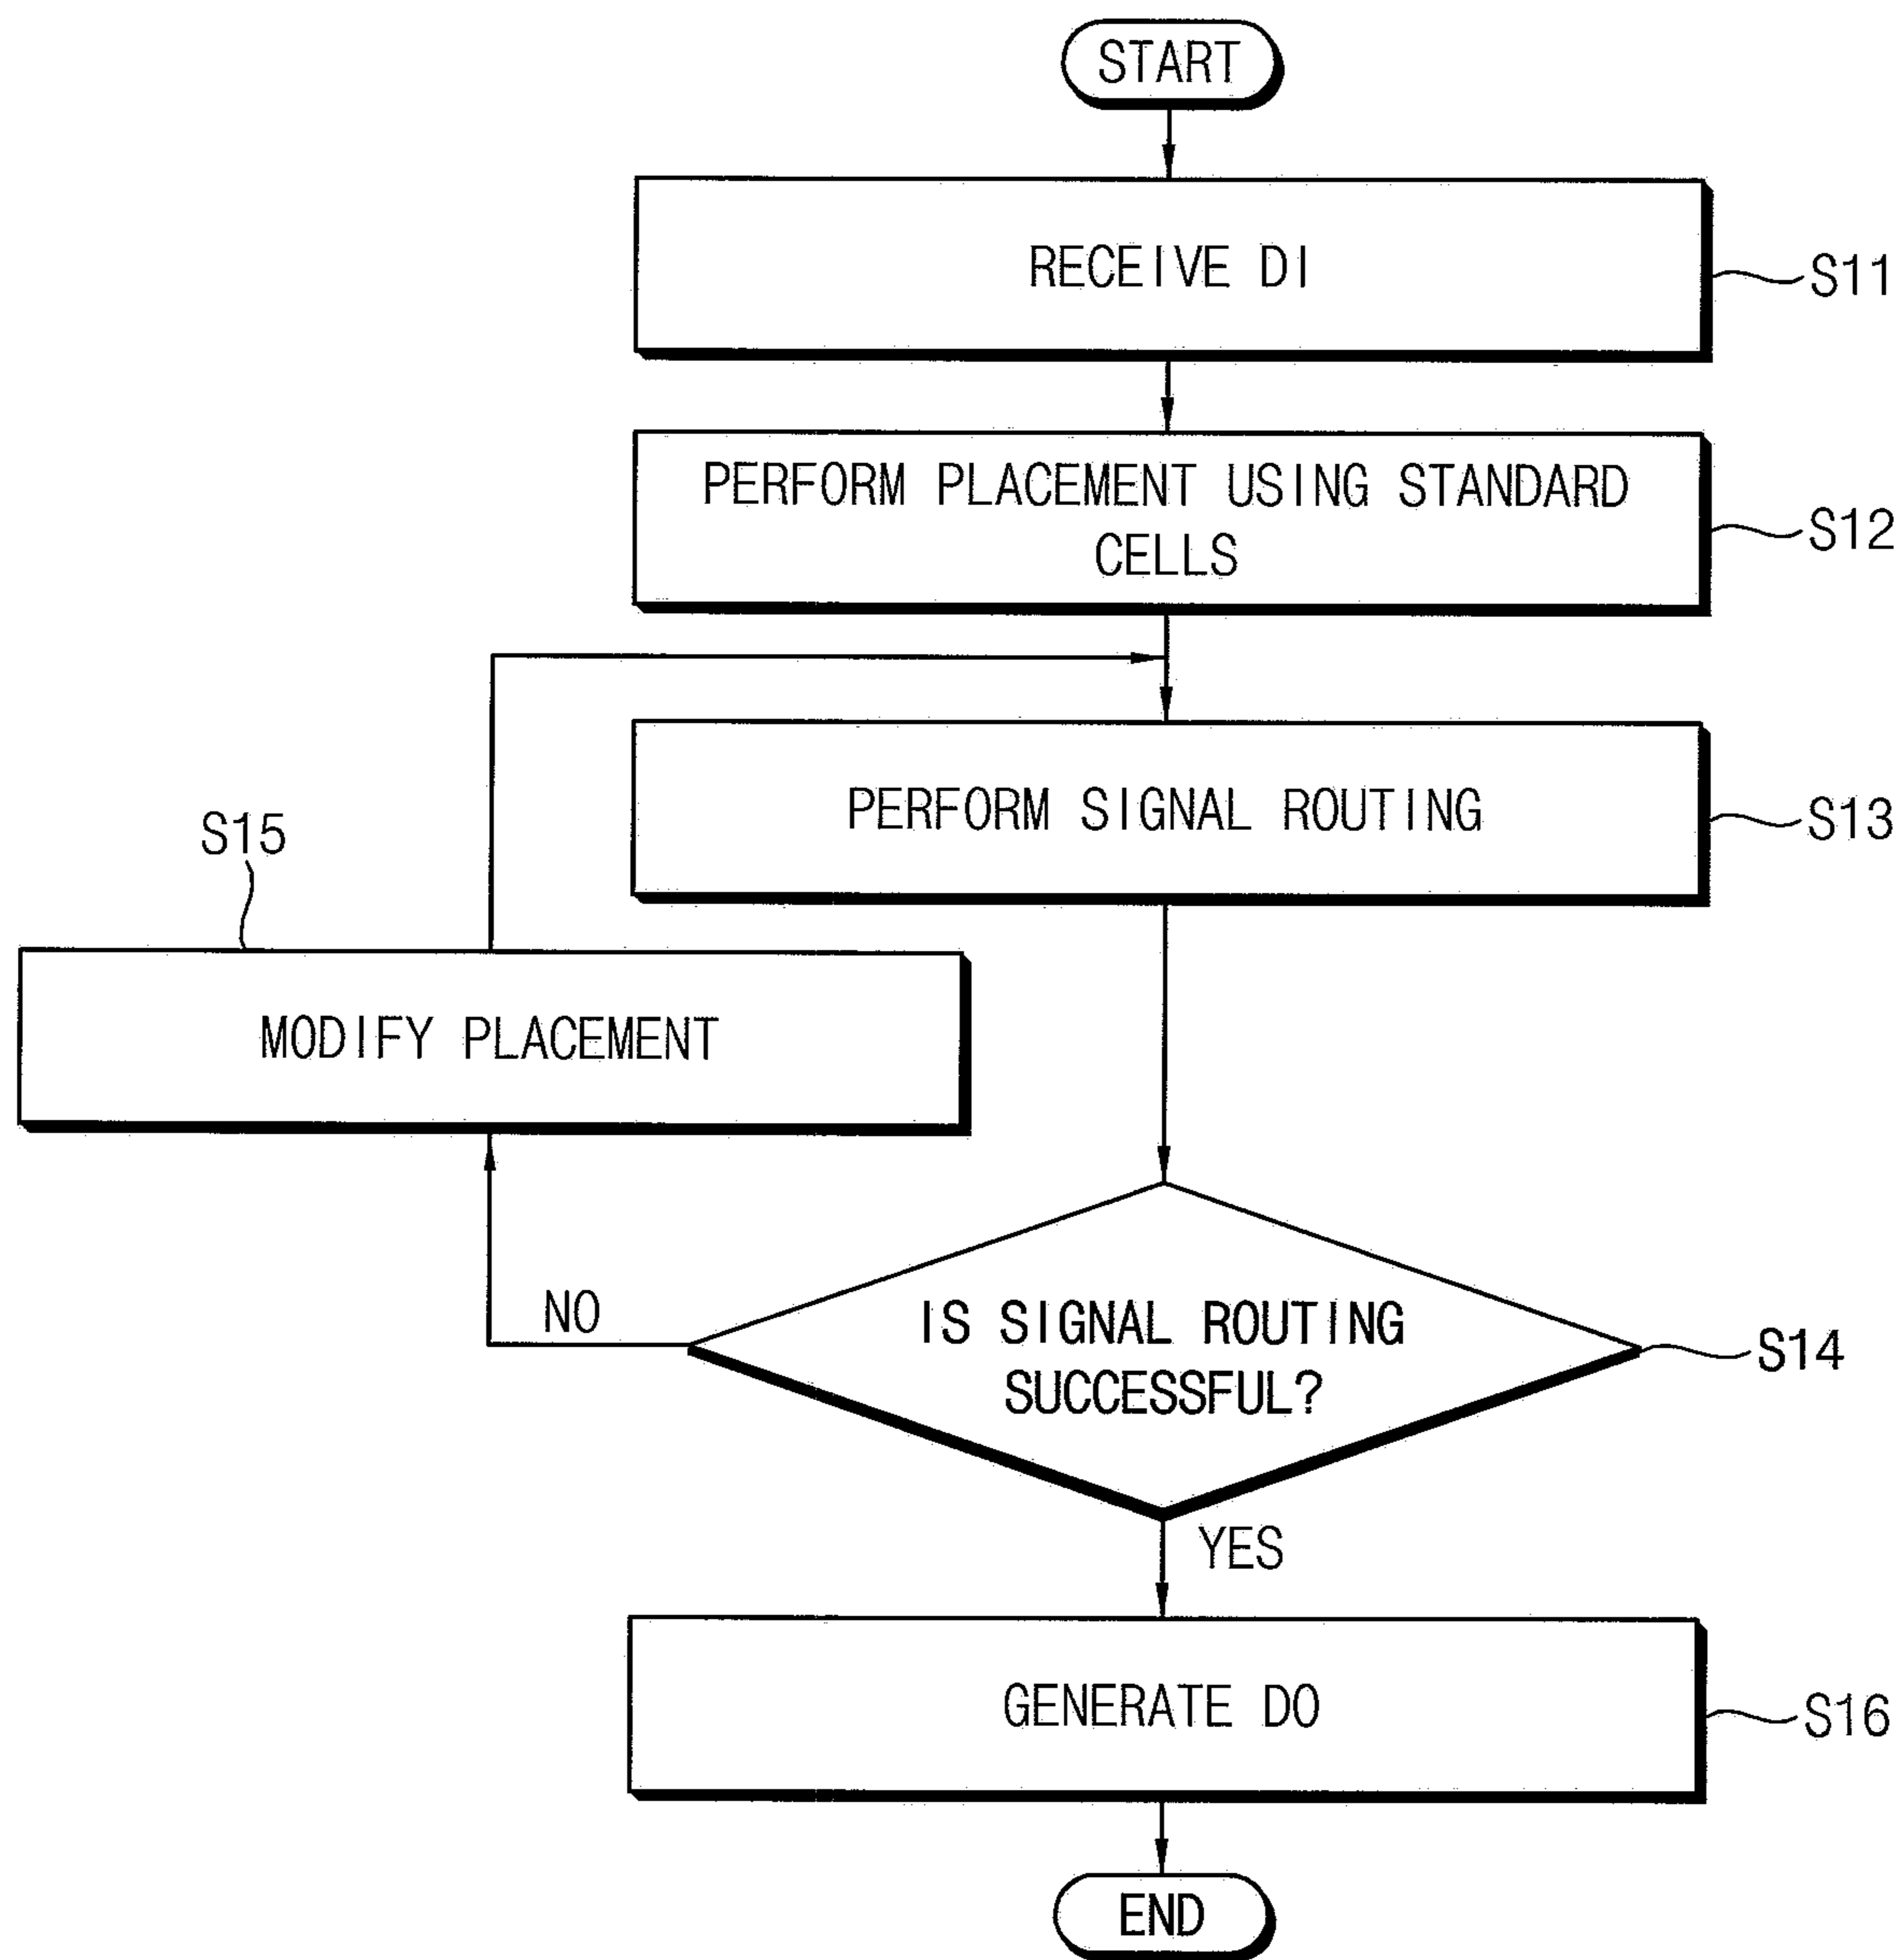 START
RECEIVE DI
S11
PERFORM PLACEMENT USING STANDARD
CELLS
S12
PERFORM SIGNAL ROUTING
S13
S15
MODIFY PLACEMENT
NO
IS SIGNAL ROUTING
SUCCESSFUL?
S14
YES
GENERATE DO
S16
END